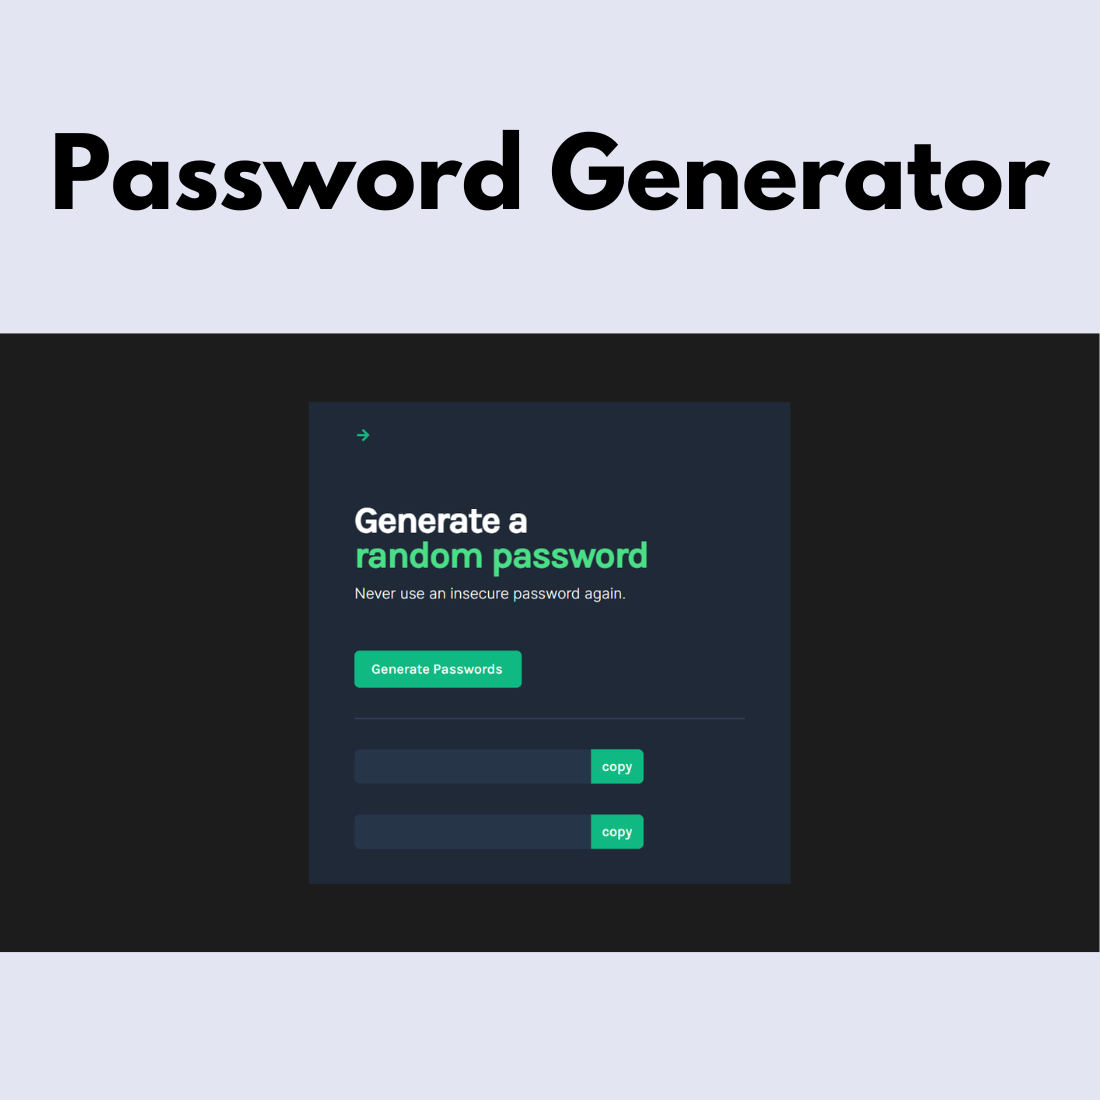 Password Generator
Generate a
random password
Never use an insecure password again.
Generate Passwords
copy
copy